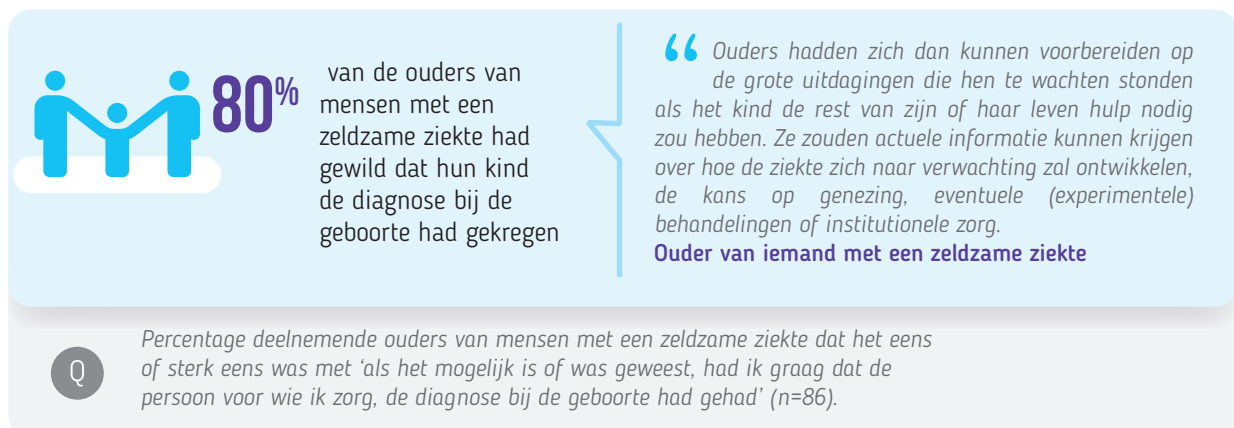 80%
van de ouders van
mensen met een
zeldzame ziekte had
gewild dat hun kind
de diagnose bij de
geboorte had gekregen
“ Ouders hadden zich dan kunnen voorbereiden op
de grote uitdagingen die hen te wachten stonden
als het kind de rest van zijn of haar leven hulp nodig
zou hebben. Ze zouden actuele informatie kunnen krijgen
over hoe de ziekte zich naar verwachting zal ontwikkelen,
de kans op genezing, eventuele (experimentele)
behandelingen of institutionele zorg.
Ouder van iemand met een zeldzame ziekte
Q
Percentage deelnemende ouders van mensen met een zeldzame ziekte dat het eens
of sterk eens was met ‘als het mogelijk is of was geweest, had ik graag dat de
persoon voor wie ik zorg, de diagnose bij de geboorte had gehad’ (n=86).